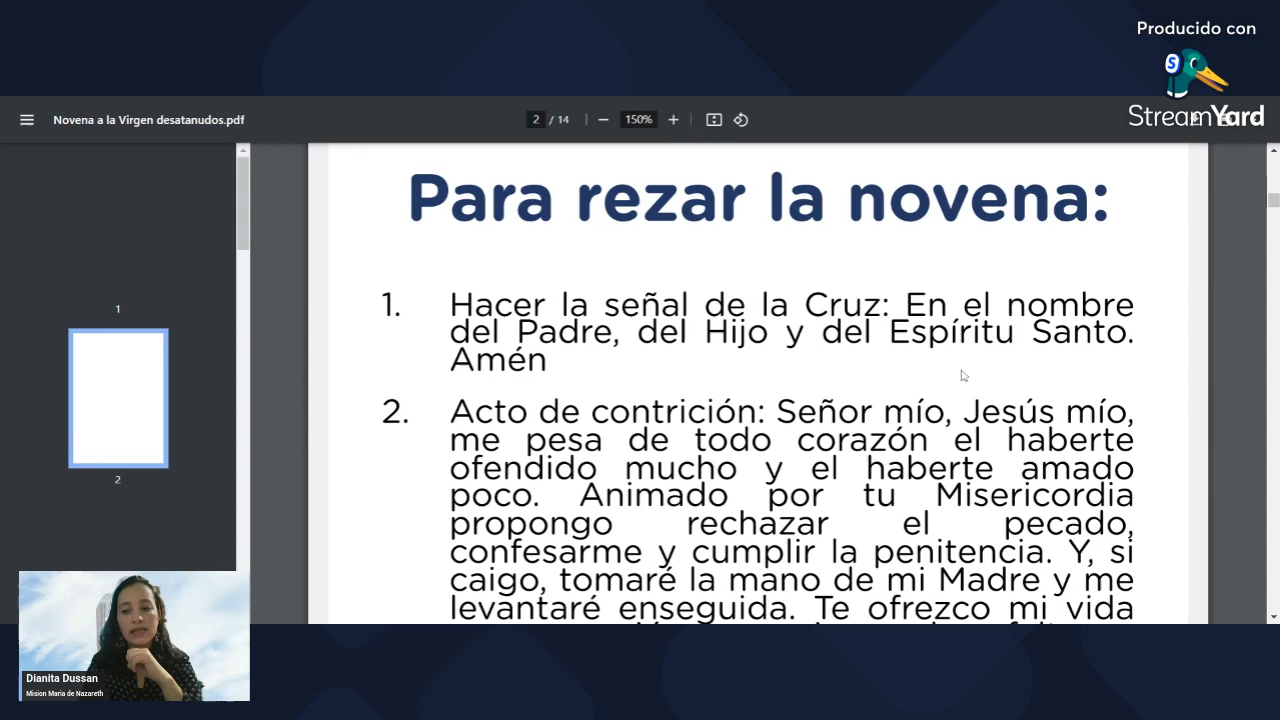 Producido con
StreamYard
Novena a la Virgen desatanudos.pdf
2 / 14
150%
1
2
Para rezar la novena:
1. Hacer la señal de la Cruz: En el nombre
del Padre, del Hijo y del Espíritu Santo.
Amén
2. Acto de contrición: Señor mío, Jesús mío,
me pesa de todo corazón el haberte
ofendido mucho y el haberte amado
poco. Animado por tu Misericordia
propongo rechazar el pecado,
confesarme y cumplir la penitencia. Y, si
caigo, tomaré la mano de mi Madre y me
levantaré enseguida. Te ofrezco mi vida
Dianita Dussan
Mision Maria de Nazareth